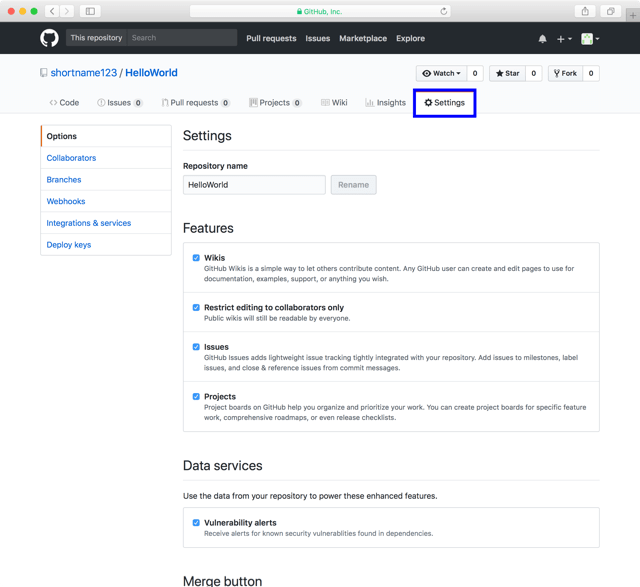 GitHub, Inc.
This repository Search Pull requests Issues Marketplace Explore
shortname123 / HelloWorld Watch 0 Star 0 Fork 0
Code Issues 0 Pull requests 0 Projects 0 Wiki Insights Settings
Options
Collaborators
Branches
Webhooks
Integrations & services
Deploy keys
Settings
Repository name
HelloWorld Rename
Features
Wikis
GitHub Wikis is a simple way to let others contribute content. Any GitHub user can create and edit pages to use for
documentation, examples, support, or anything you wish.
Restrict editing to collaborators only
Public wikis will still be readable by everyone.
Issues
GitHub Issues adds lightweight issue tracking tightly integrated with your repository. Add issues to milestones, label
issues, and close & reference issues from commit messages.
Projects
Project boards on GitHub help you organize and prioritize your work. You can create project boards for specific feature
work, comprehensive roadmaps, or even release checklists.
Data services
Use the data from your repository to power these enhanced features.
Vulnerability alerts
Receive alerts for known security vulnerablities found in dependencies.
Merge button